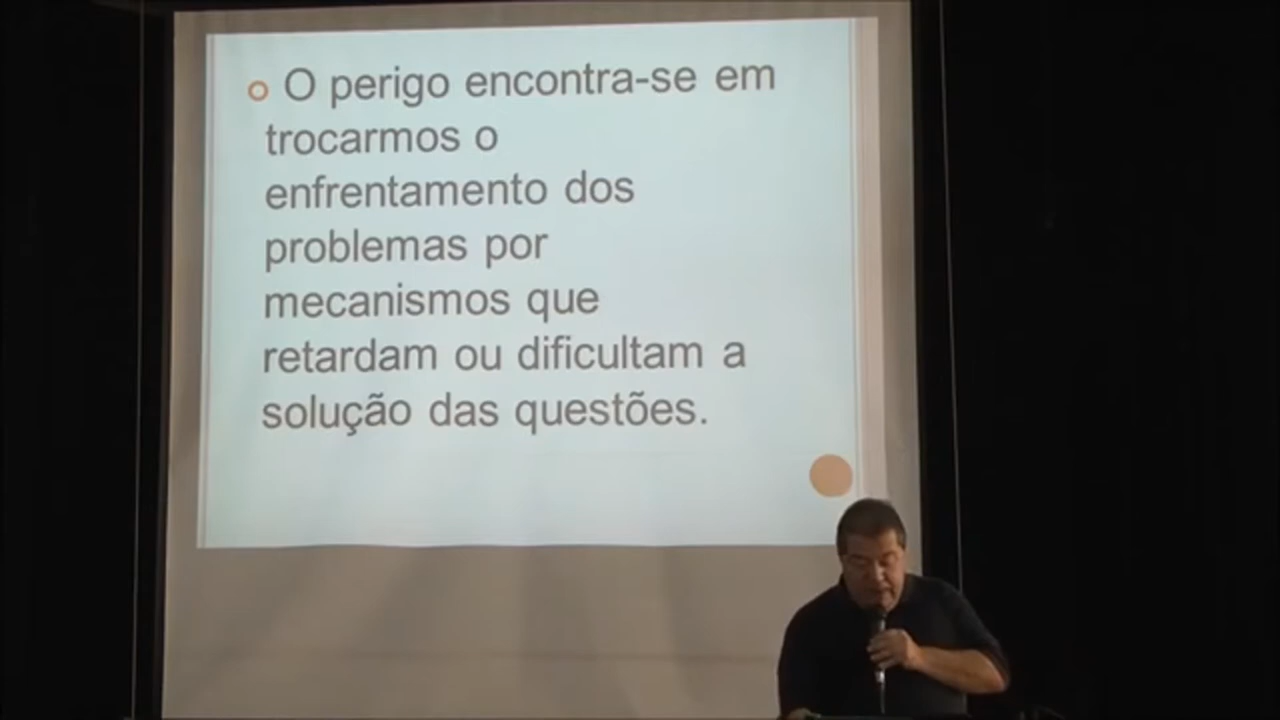 O perigo encontra-se em
trocarmos o
enfrentamento dos
problemas por
mecanismos que
retardam ou dificultam a
solução das questões.